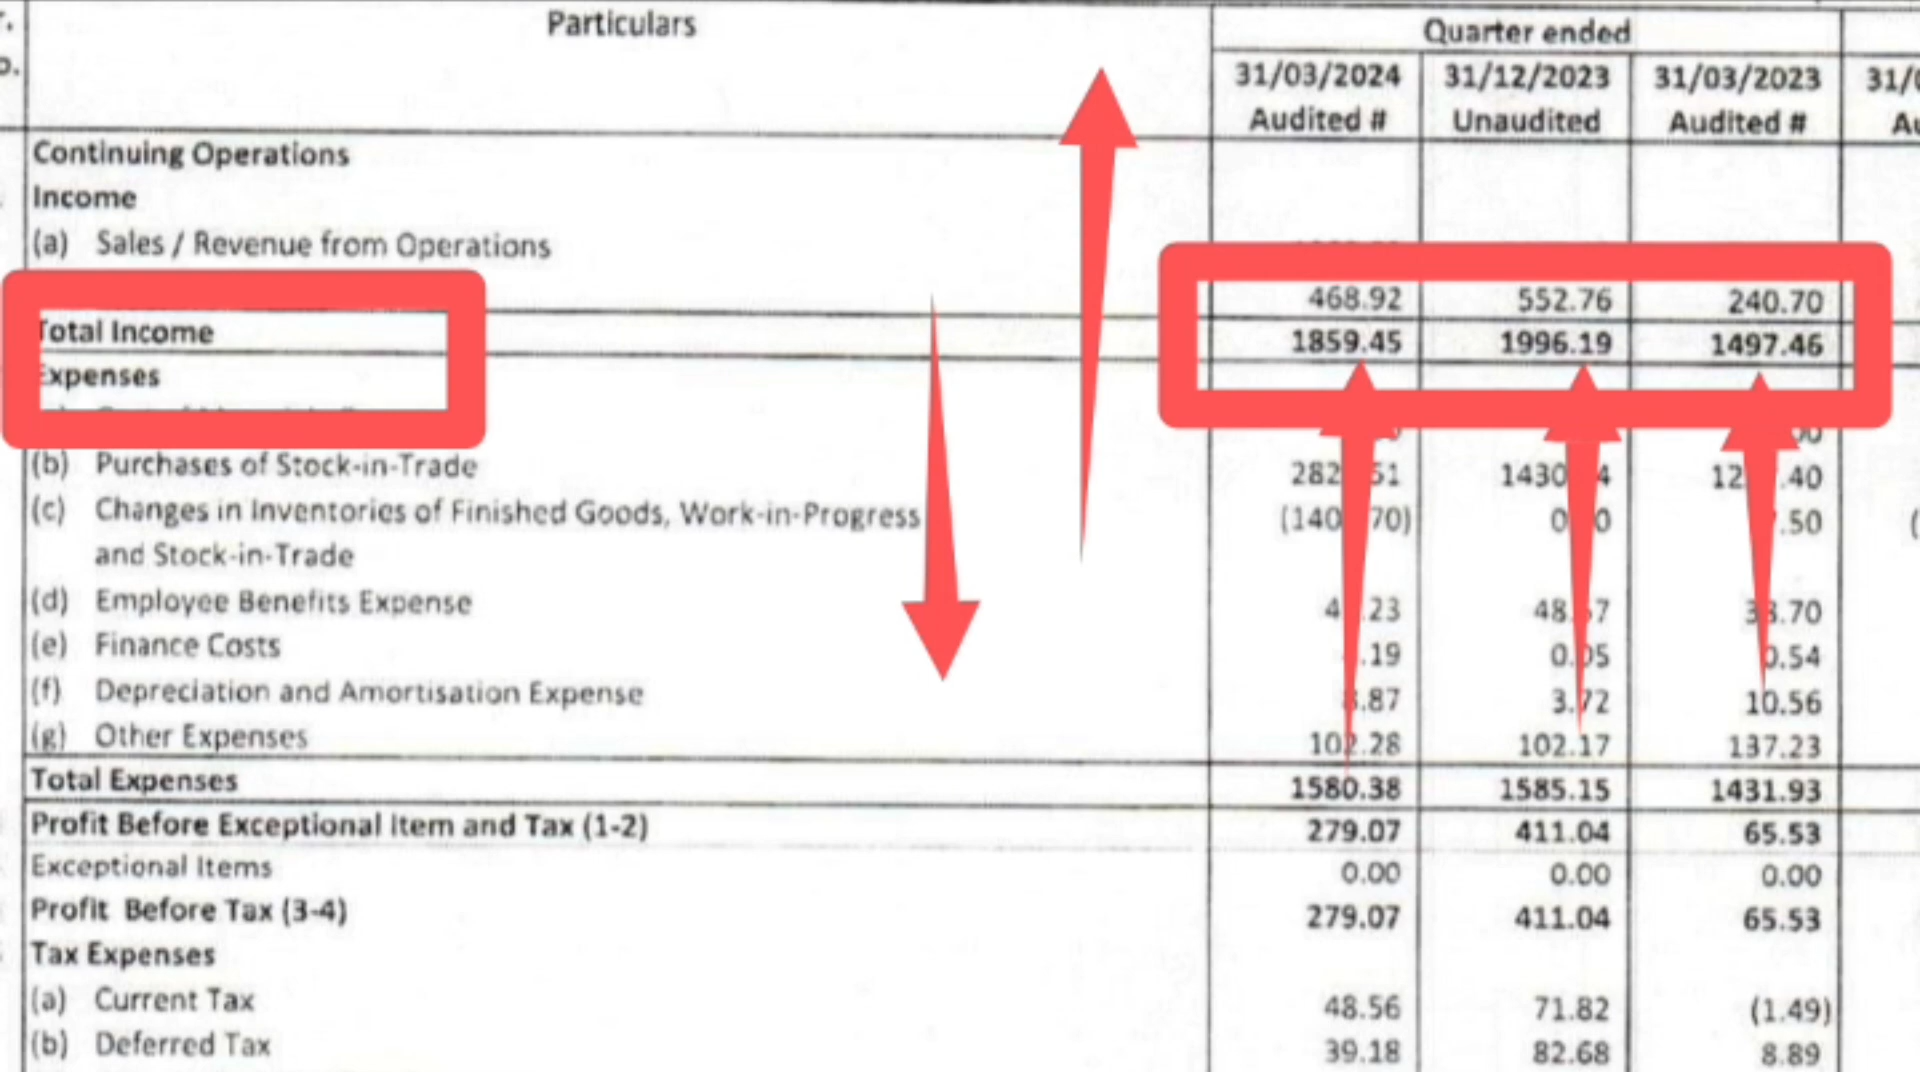 Particulars Quarter ended
31/03/2024 31/12/2023 31/03/2023
Audited # Unaudited Audited #
Continuing Operations
Income
(a) Sales / Revenue from Operations
468.92 552.76 240.70
Total Income 1859.45 1996.19 1497.46
Expenses
(b) Purchases of Stock-in-Trade
(c) Changes in Inventories of Finished Goods, Work-in-Progress
and Stock-in-Trade
(d) Employee Benefits Expense
(e) Finance Costs
(f) Depreciation and Amortisation Expense 10.56
(g) Other Expenses 102.28 102.17 137.23
Total Expenses 1580.38 1585.15 1431.93
Profit Before Exceptional Item and Tax (1-2) 279.07 411.04 65.53
Exceptional Items 0.00 0.00 0.00
Profit Before Tax (3-4) 279.07 411.04 65.53
Tax Expenses
(a) Current Tax 48.56 71.82 (1.49)
(b) Deferred Tax 39.18 82.68 8.89